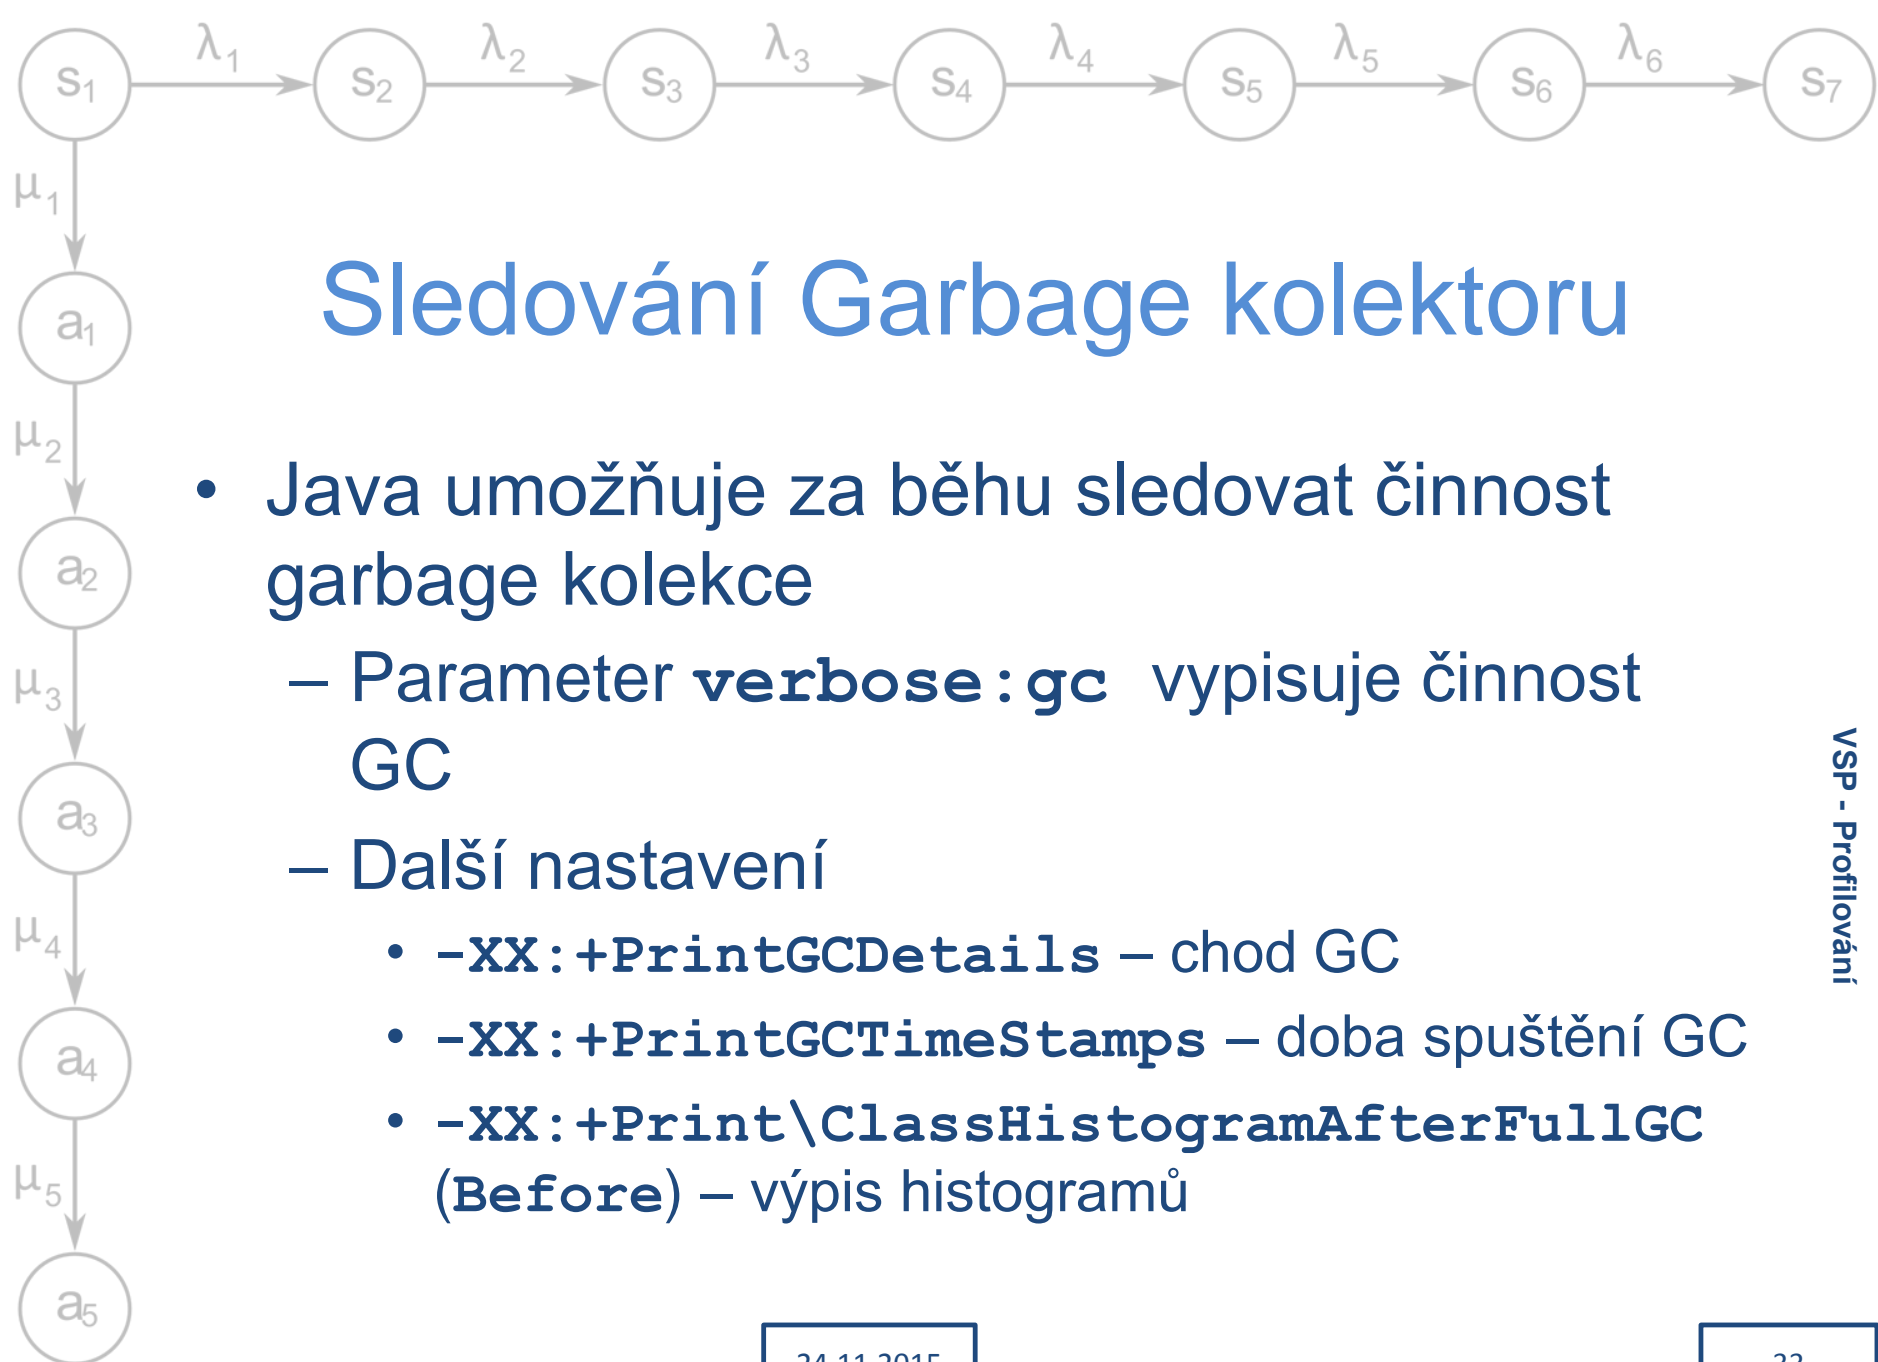 s1 λ1 s2 λ2 s3 λ3 s4 λ4 s5 λ5 s6 λ6 s7
μ1
a1
μ2
a2
μ3
a3
μ4
a4
μ5
a5
Sledování Garbage kolektoru
• Java umožňuje za běhu sledovat činnost
garbage kolekce
– Parameter verbose:gc vypisuje činnost
GC
– Další nastavení
• -XX:+PrintGCDetails – chod GC
• -XX:+PrintGCTimeStamps – doba spuštění GC
• -XX:+Print\ClassHistogramAfterFullGC
(Before) – výpis histogramů
VSP - Profilování
24.11.2015